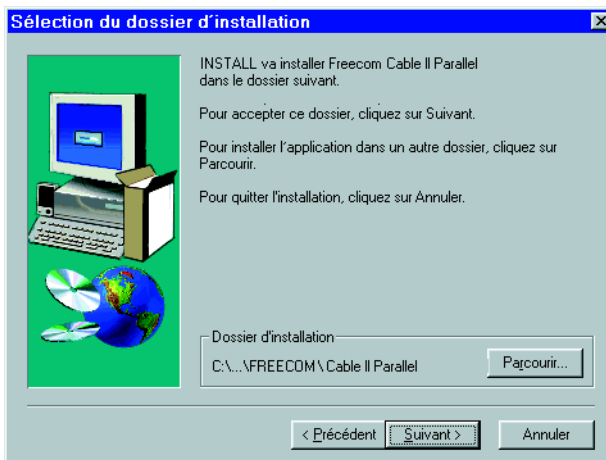 Sélection du dossier d´installation
INSTALL va installer Freecom Cable II Parallel
dans le dossier suivant.
Pour accepter ce dossier, cliquez sur Suivant.
Pour installer l´application dans un autre dossier, cliquez sur
Parcourir.
Pour quitter l'installation, cliquez sur Annuler.
Dossier d'installation
C:\...\FREECOM\Cable II Parallel
Parcourir...
< Précédent
Suivant >
Annuler